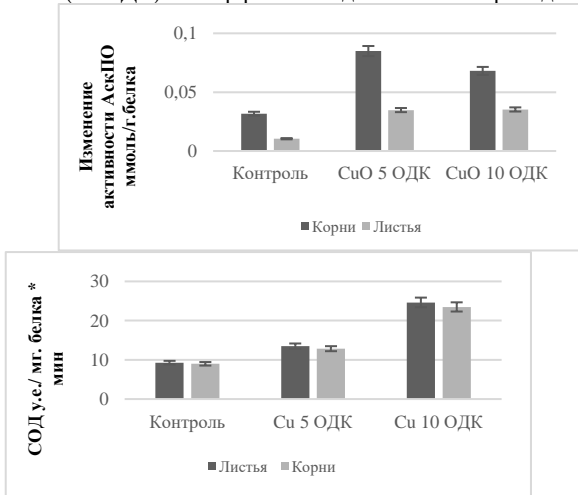 0,1
0,05
0
Изменение
активности АскПО
ммоль/г.белка
Контроль CuO 5 ОДК CuO 10 ОДК
Корни Листья
30
20
10
0
СОД у.е./ мг. белка *
мин
Контроль Cu 5 ОДК Cu 10 ОДК
Листья Корни